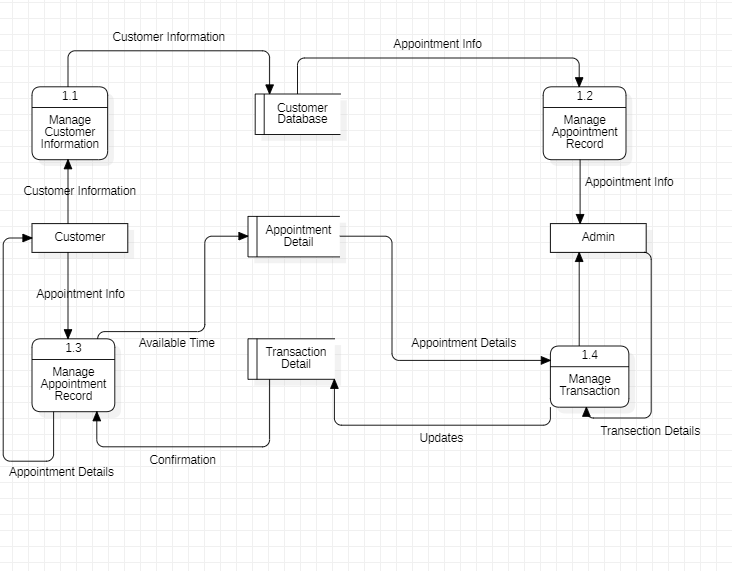 Customer Information
Appointment Info
1.1
Manage
Customer
Information
Customer
Database
1.2
Manage
Appointment
Record
Customer Information
Appointment Info
Customer
Appointment
Detail
Admin
Appointment Info
Available Time
Appointment Details
1.3
Manage
Appointment
Record
Transaction
Detail
1.4
Manage
Transaction
Updates
Transection Details
Confirmation
Appointment Details